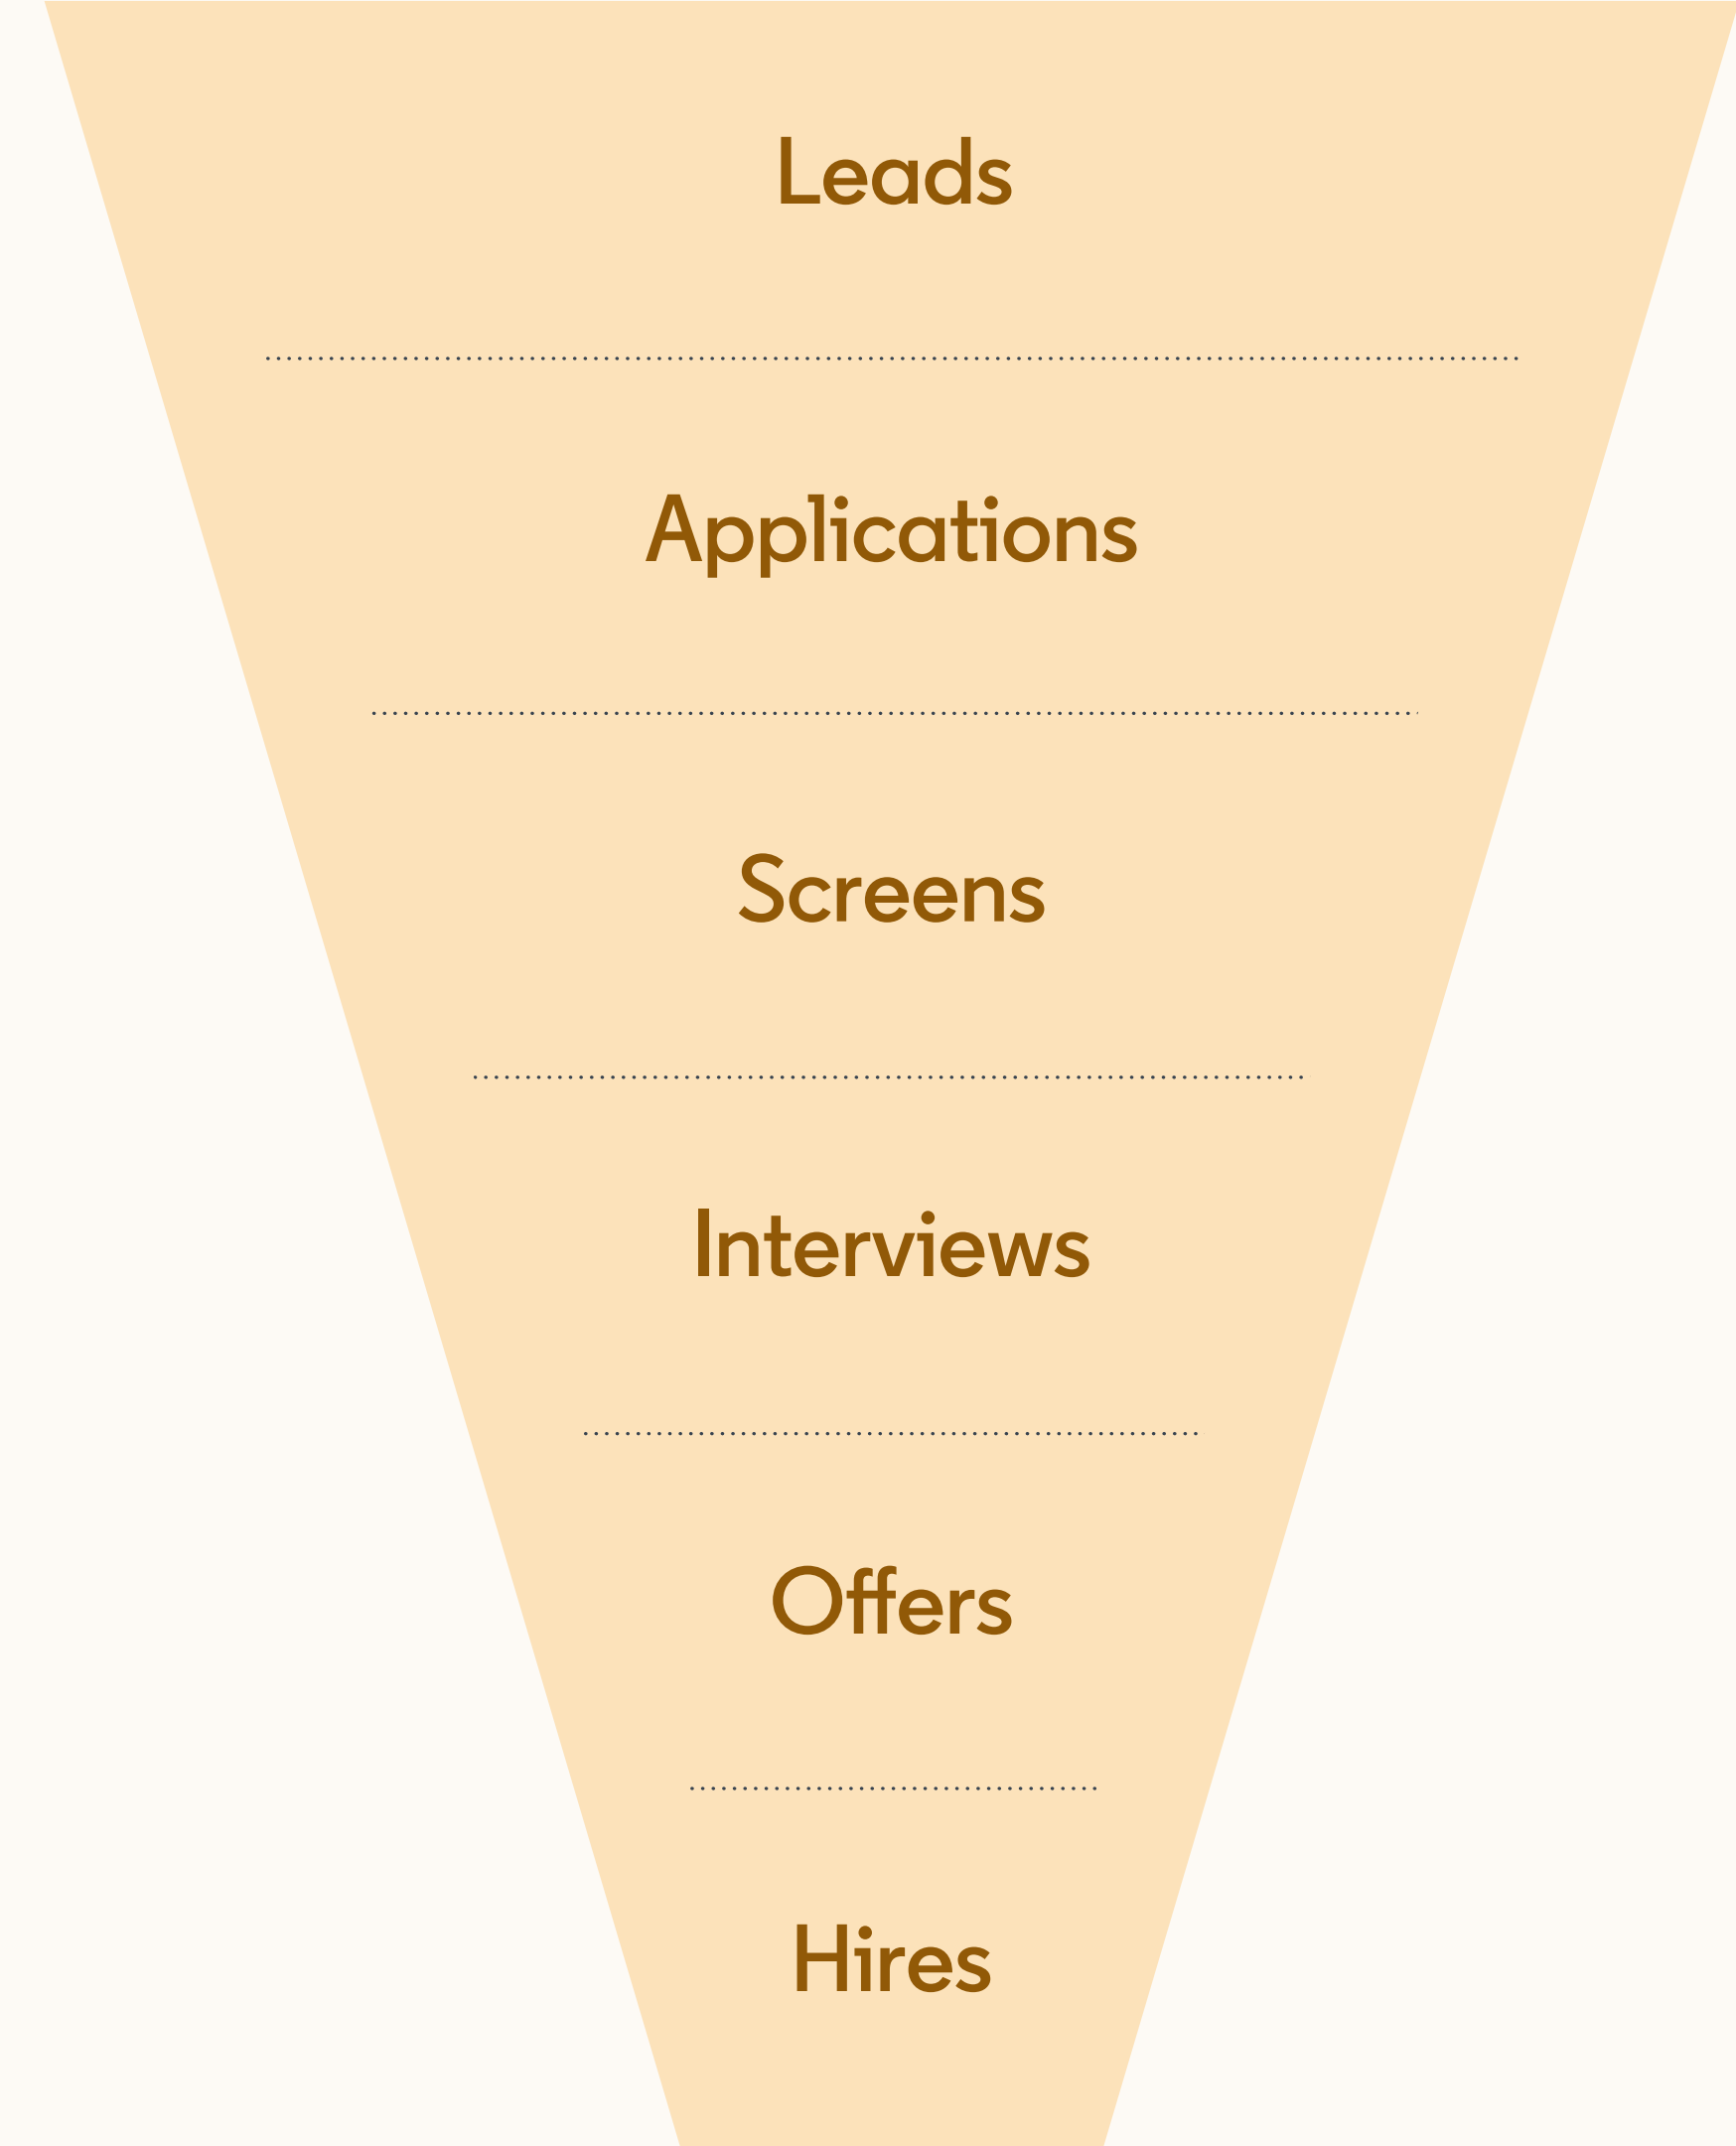 Leads
Applications
Screens
Interviews
Offers
Hires